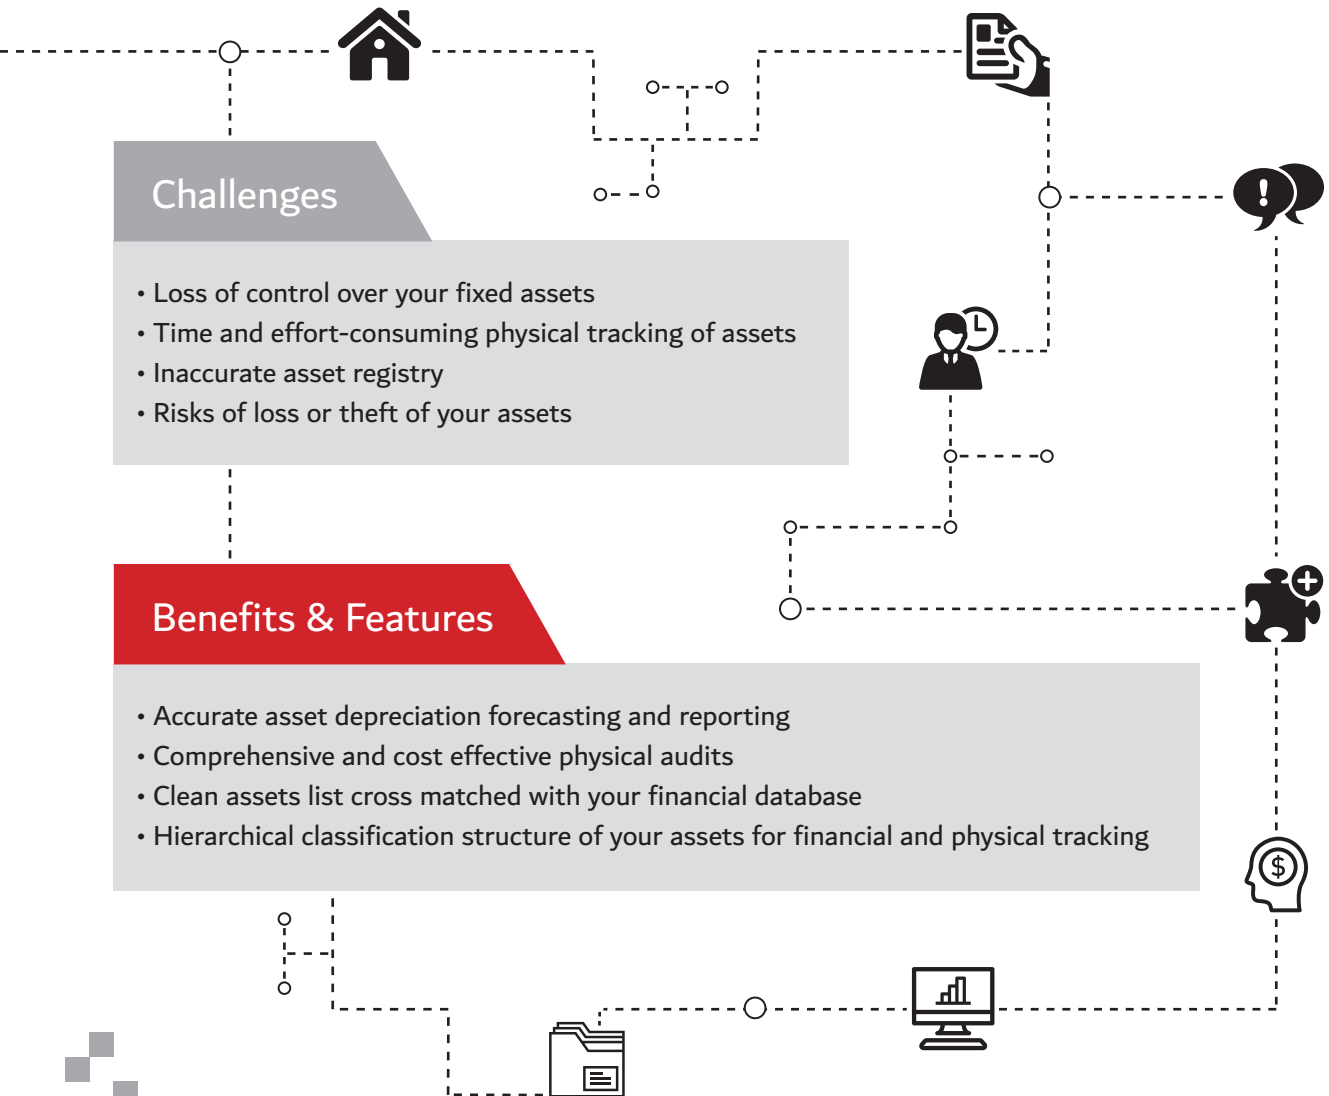 Challenges
• Loss of control over your fixed assets
• Time and effort-consuming physical tracking of assets
• Inaccurate asset registry
• Risks of loss or theft of your assets
Benefits & Features
• Accurate asset depreciation forecasting and reporting
• Comprehensive and cost effective physical audits
• Clean assets list cross matched with your financial database
• Hierarchical classification structure of your assets for financial and physical tracking